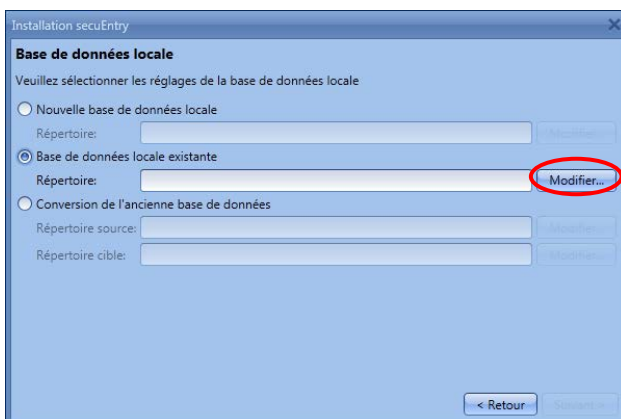 Installation secuEntry
Base de données locale
Veuillez sélectionner les réglages de la base de données locale
Nouvelle base de données locale
Répertoire: Modifier...
Base de données locale existante
Répertoire: Modifier...
Conversion de l'ancienne base de données
Répertoire source: Modifier...
Répertoire cible: Modifier...
< Retour Suivant >